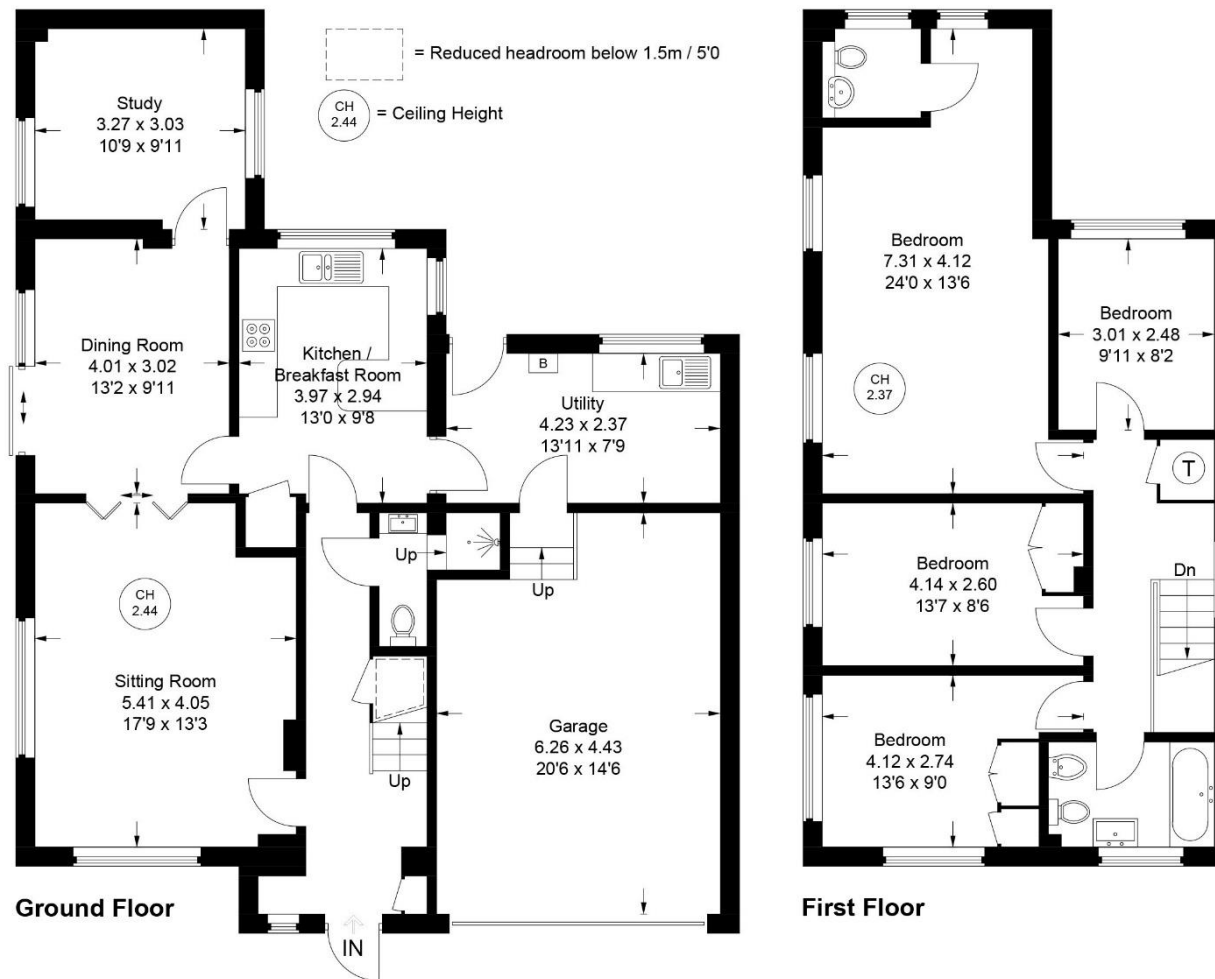 = Reduced headroom below 1.5m / 5'0
CH
2.44
= Ceiling Height
Study
3.27 x 3.03
10'9 x 9'11
Dining Room
4.01 x 3.02
13'2 x 9'11
Kitchen /
Breakfast Room
3.97 x 2.94
13'0 x 9'8
B
Utility
4.23 x 2.37
13'11 x 7'9
CH
2.44
Sitting Room
5.41 x 4.05
17'9 x 13'3
Up
Up
Up
Garage
6.26 x 4.43
20'6 x 14'6
IN
Ground Floor
Bedroom
7.31 x 4.12
24'0 x 13'6
CH
2.37
Bedroom
3.01 x 2.48
9'11 x 8'2
T
Bedroom
4.14 x 2.60
13'7 x 8'6
Dn
Bedroom
4.12 x 2.74
13'6 x 9'0
First Floor